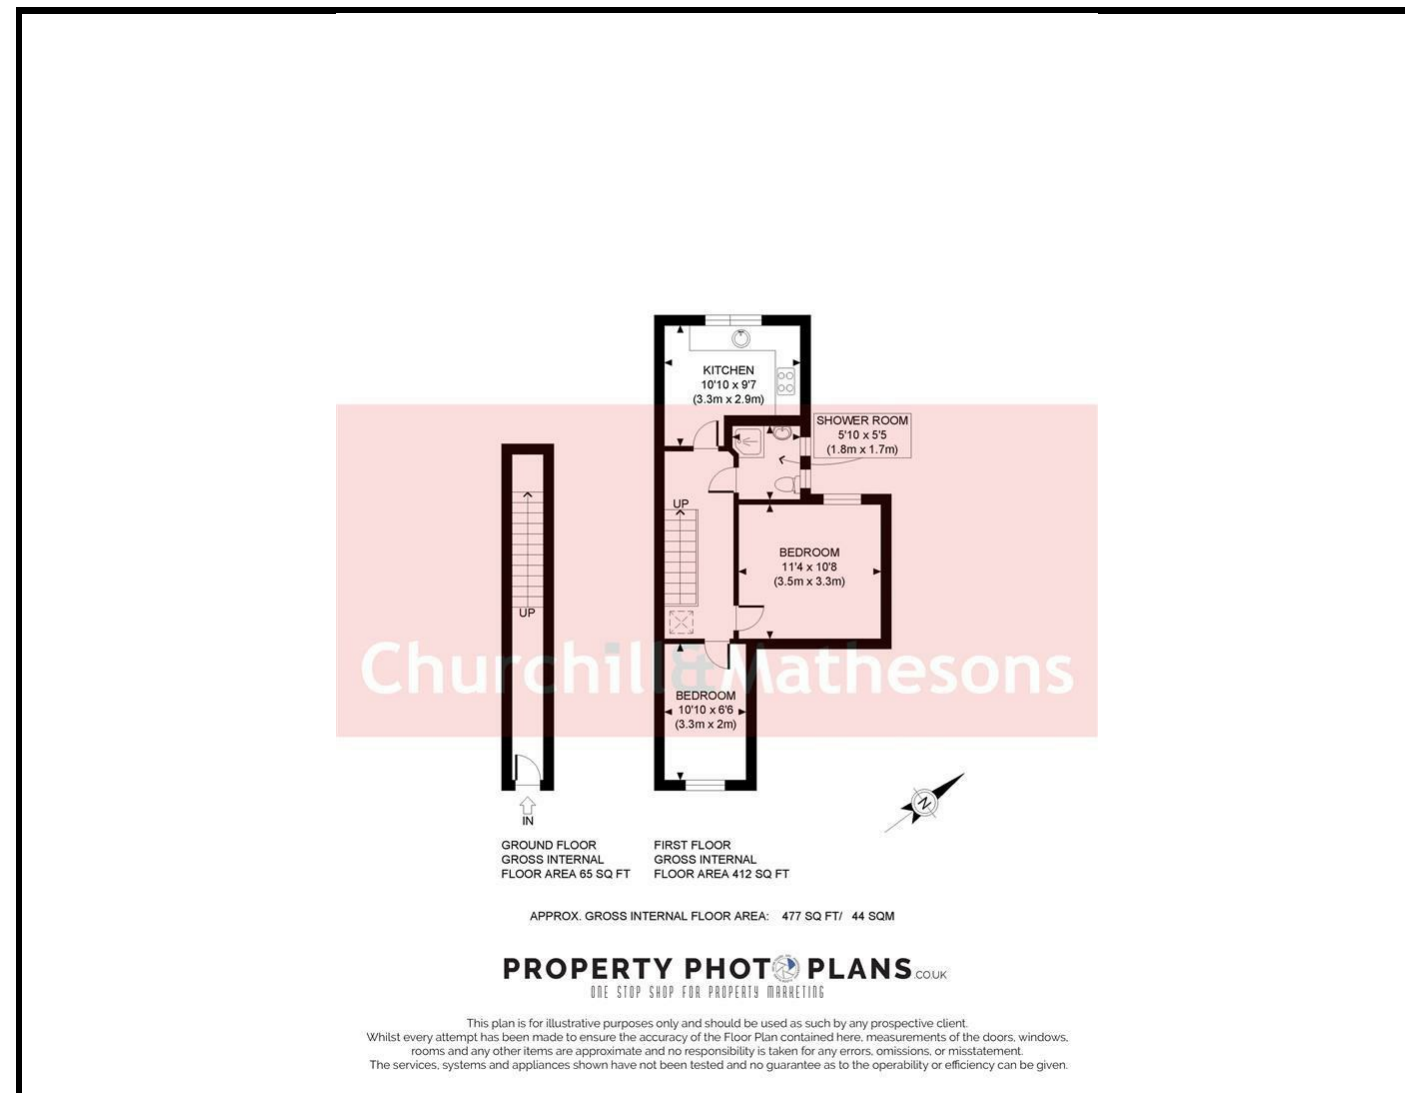 KITCHEN
10'10 x 9'7
(3.3m x 2.9m)
SHOWER ROOM
5'10 x 5'5
(1.8m x 1.7m)
UP
BEDROOM
11'4 x 10'8
(3.5m x 3.3m)
UP
Churchill&Mathesons
BEDROOM
10'10 x 6'6
(3.3m x 2m)
IN
N
GROUND FLOOR
GROSS INTERNAL
FLOOR AREA 65 SQ FT
FIRST FLOOR
GROSS INTERNAL
FLOOR AREA 412 SQ FT
APPROX. GROSS INTERNAL FLOOR AREA: 477 SQ FT/ 44 SQM
PROPERTY PHOTO PLANS.CO.UK
ONE STOP SHOP FOR PROPERTY MARKETING
This plan is for illustrative purposes only and should be used as such by any prospective client.
Whilst every attempt has been made to ensure the accuracy of the Floor Plan contained here, measurements of the doors, windows,
rooms and any other items are approximate and no responsibility is taken for any errors, omissions, or misstatement.
The services, systems and appliances shown have not been tested and no guarantee as to the operability or efficiency can be given.